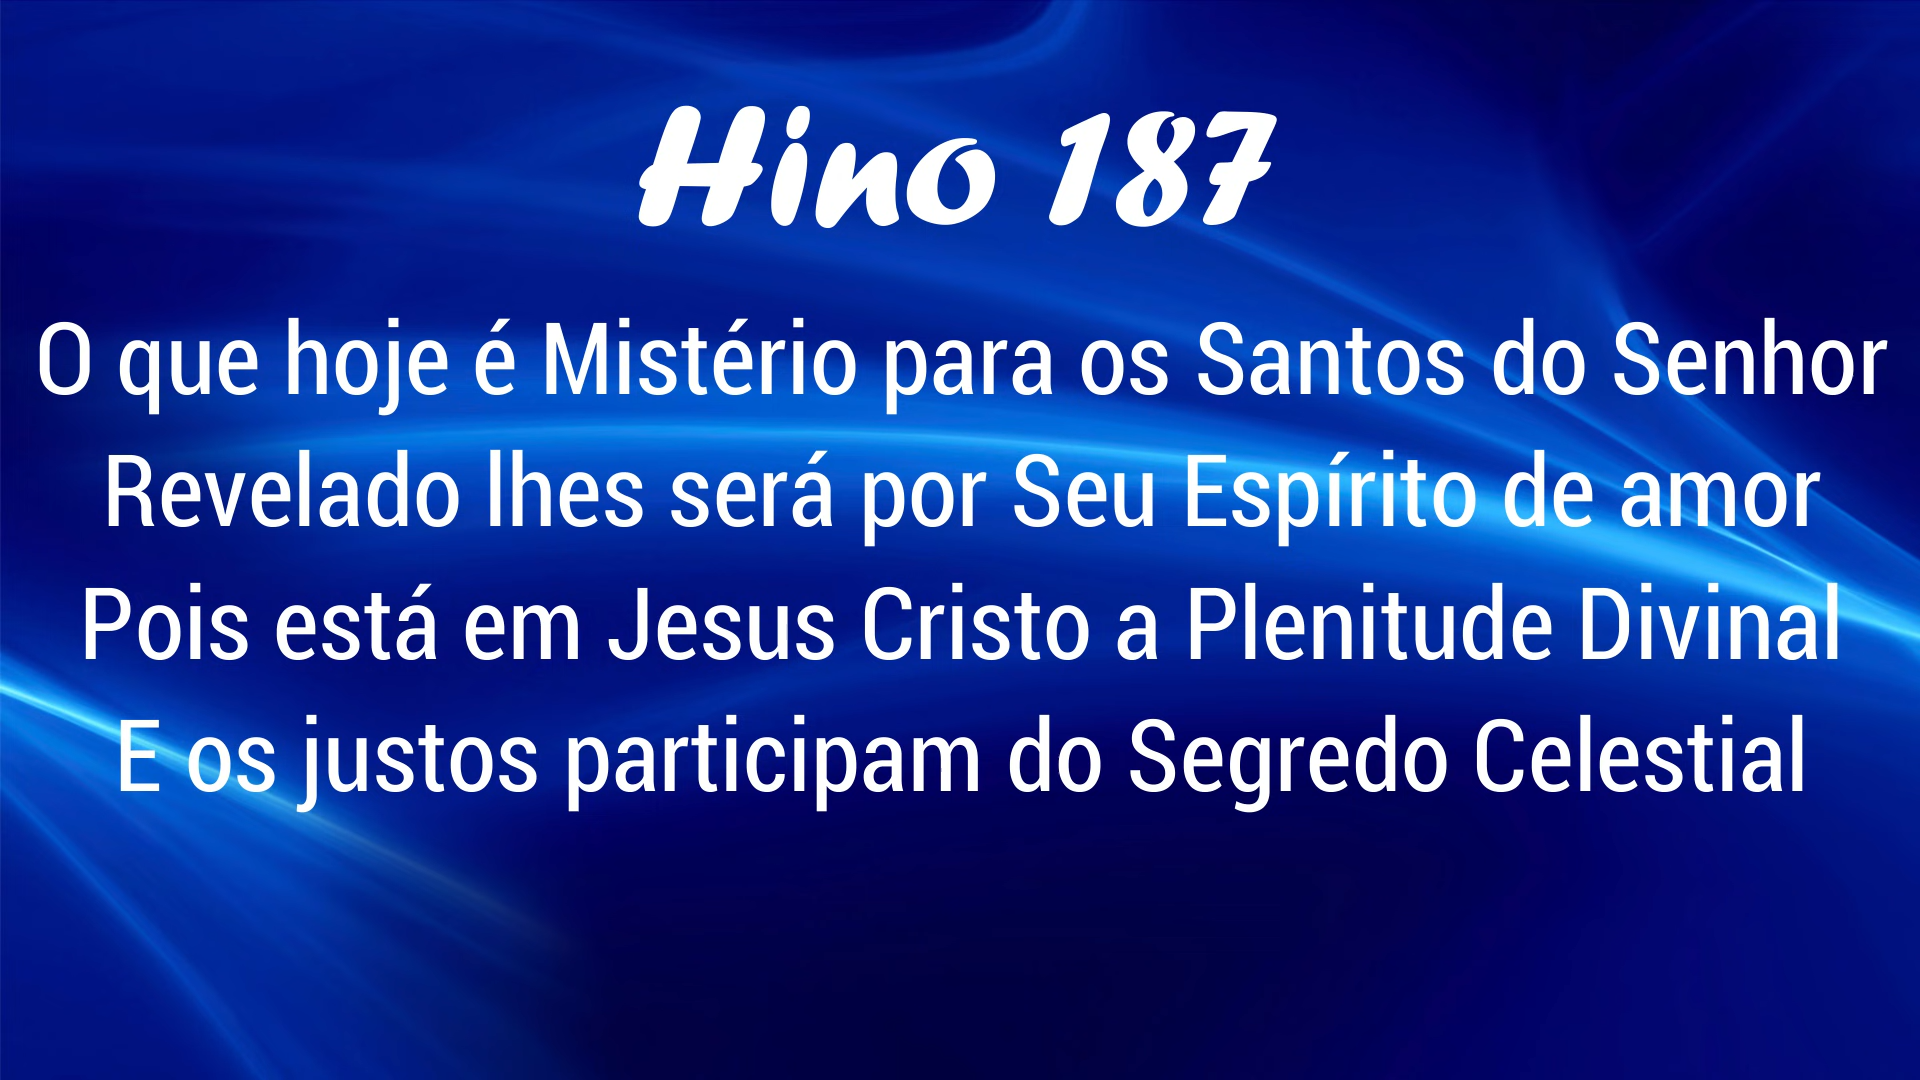 Hino 187
O que hoje é Mistério para os Santos do Senhor
Revelado lhes será por Seu Espírito de amor
Pois está em Jesus Cristo a Plenitude Divinal
E os justos participam do Segredo Celestial